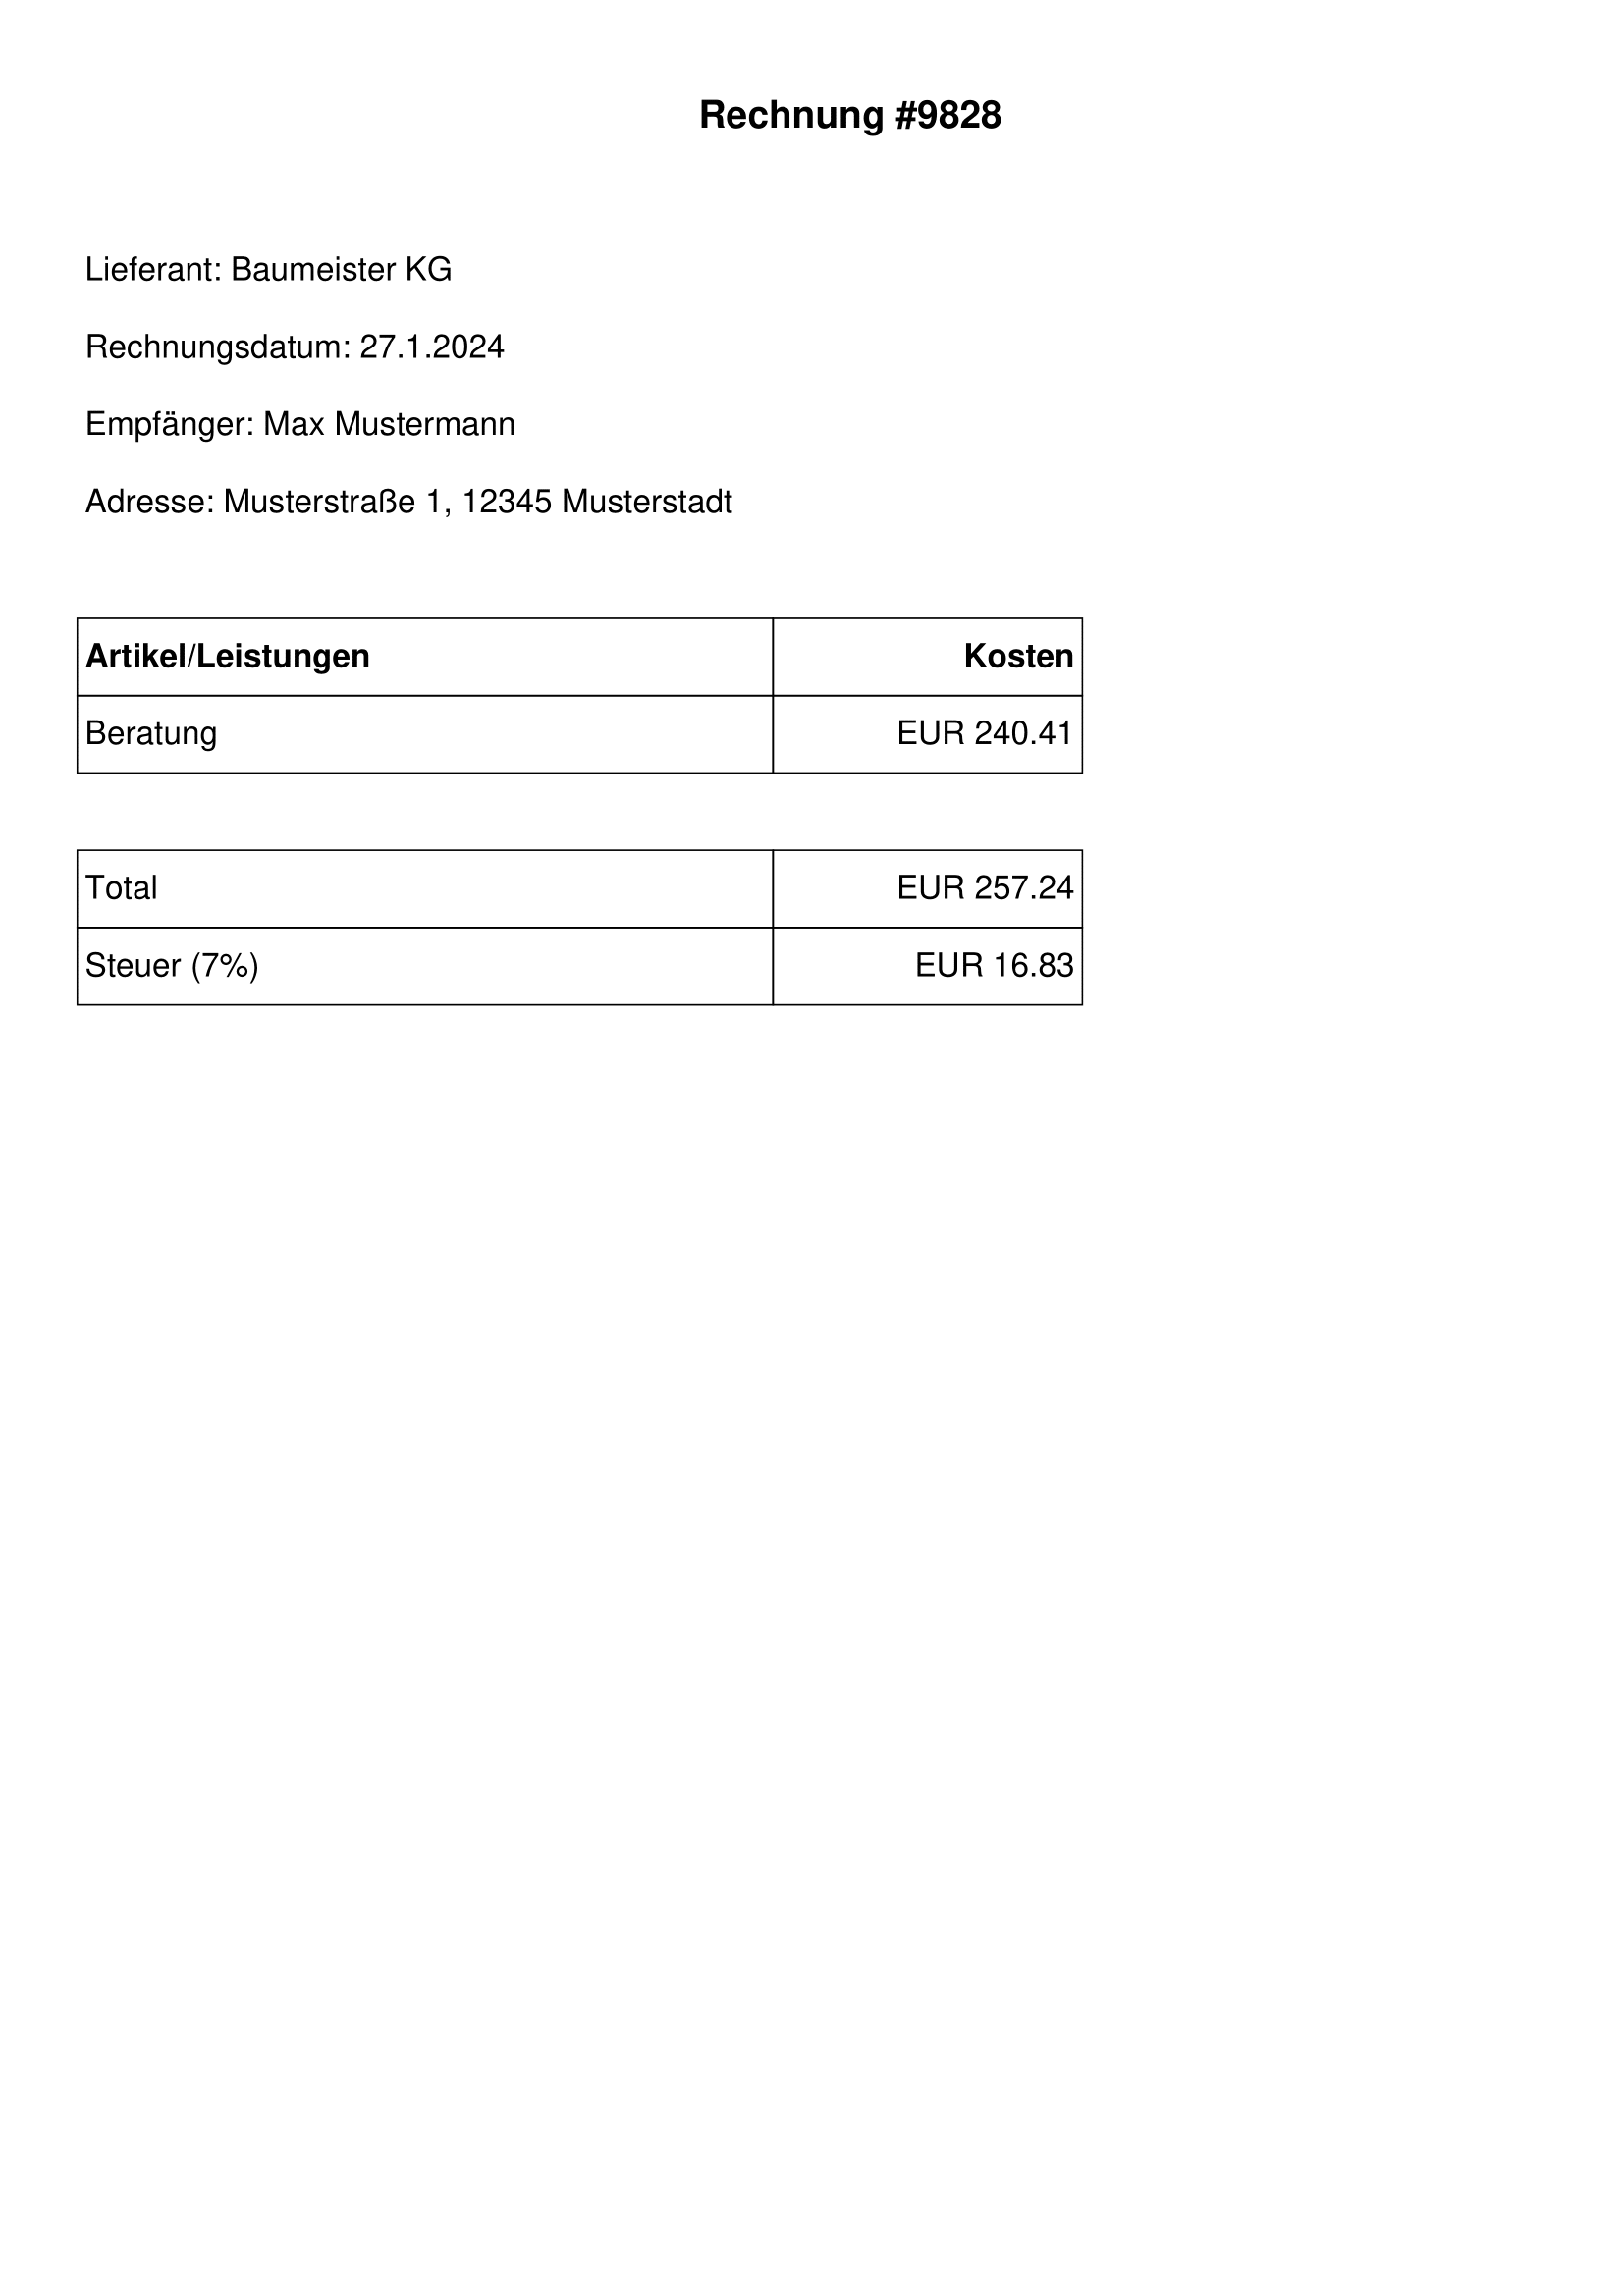 Rechnung #9828
Lieferant: Baumeister KG
Rechnungsdatum: 27.1.2024
Empfänger: Max Mustermann
Adresse: Musterstraße 1, 12345 Musterstadt
Artikel/Leistungen Kosten
Beratung EUR 240.41
Total EUR 257.24
Steuer (7%) EUR 16.83